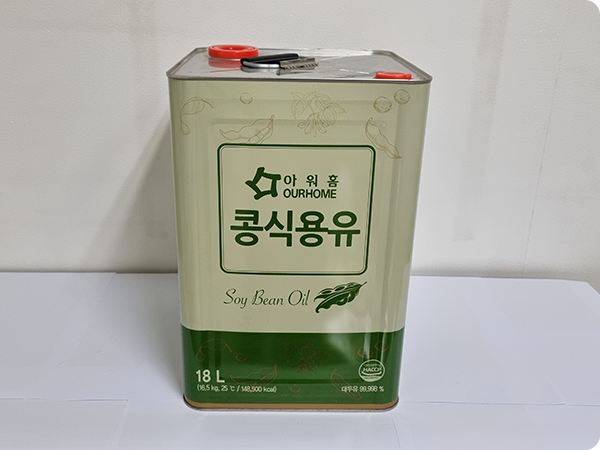 아워홈
OURHOME
콩식용유
Soy Bean Oil
18 L
(16.5 kg, 25 ℃ / 148,500 kcal)
HACCP
대두유 99.998 %